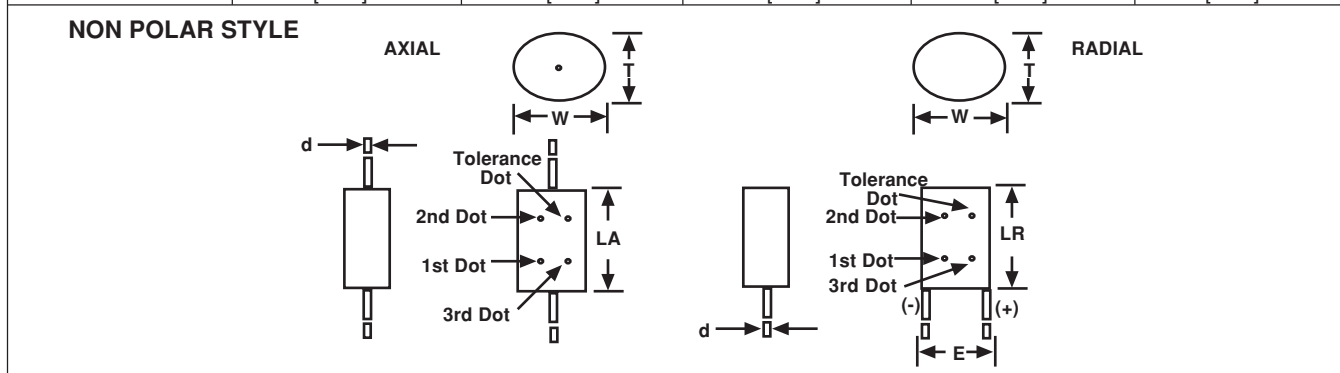 NON POLAR STYLE
AXIAL
T
W
d
Tolerance
Dot
2nd Dot
LA
1st Dot
3rd Dot
RADIAL
T
W
Tolerance
Dot
2nd Dot
LR
1st Dot
3rd Dot
(-)
(+)
d
E